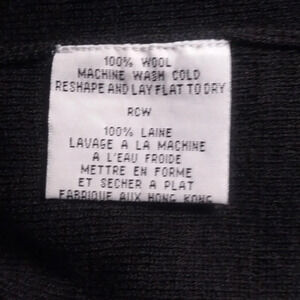 100% WOOL
MACHINE WASH COLD
RESHAPE AND LAY FLAT TO DRY
RCW
100% LAINE
LAVAGE A LA MACHINE
A L'EAU FROIDE
METTRE EN FORME
ET SECHER A PLAT
FABRIQUE AUX HONG KONG